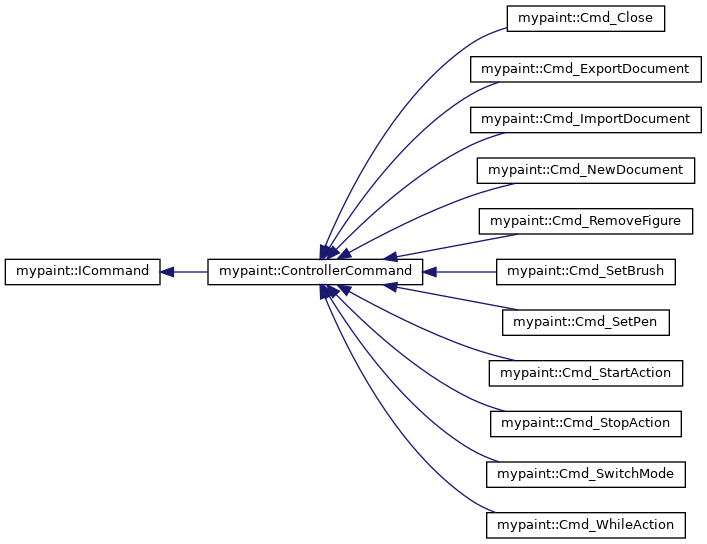 mypaint::Cmd_Close
mypaint::Cmd_ExportDocument
mypaint::Cmd_ImportDocument
mypaint::Cmd_NewDocument
mypaint::Cmd_RemoveFigure
mypaint::ICommand
mypaint::ControllerCommand
mypaint::Cmd_SetBrush
mypaint::Cmd_SetPen
mypaint::Cmd_StartAction
mypaint::Cmd_StopAction
mypaint::Cmd_SwitchMode
mypaint::Cmd_WhileAction